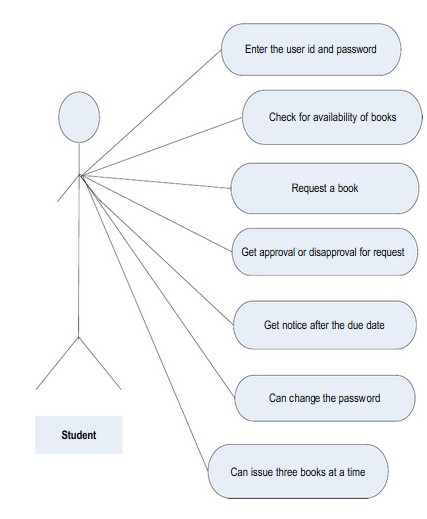 Enter the user id and password
Check for availability of books
Request a book
Get approval or disapproval for request
Get notice after the due date
Can change the password
Student
Can issue three books at a time